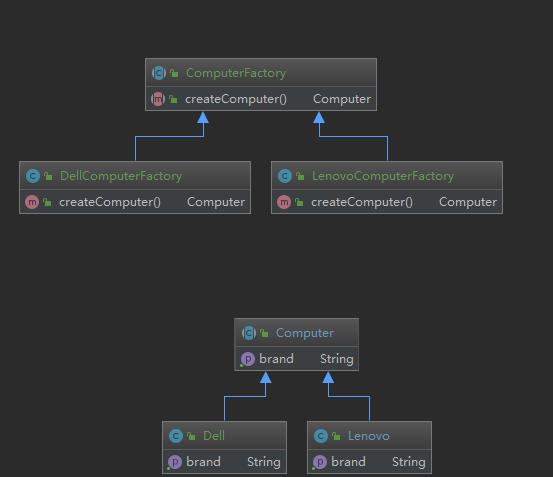 ComputerFactory
createComputer() Computer
DellComputerFactory
createComputer() Computer
LenovoComputerFactory
createComputer() Computer
Computer
brand String
Dell
brand String
Lenovo
brand String